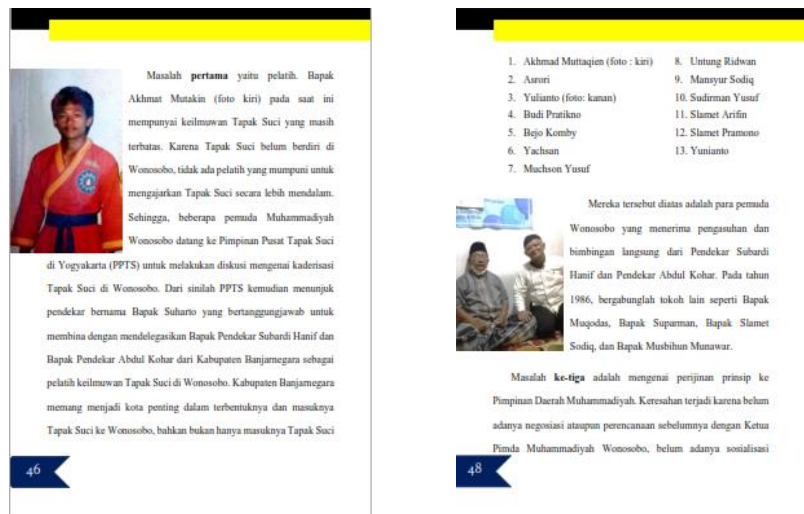 Masalah pertama yaitu pelatih. Bapak
Akhmat Mutakin (foto kiri) pada saat ini
mempunyai keilmuwan Tapak Suci yang masih
terbatas. Karena Tapak Suci belum berdiri di
Wonosobo, tidak ada pelatih yang mumpuni untuk
mengajarkan Tapak Suci secara lebih mendalam.
Sehingga, beberapa pemuda Muhammadiyah
Wonosobo datang ke Pimpinan Pusat Tapak Suci
di Yogyakarta (PPTS) untuk melakukan diskusi mengenai kaderisasi
Tapak Suci di Wonosobo. Dari sinilah PPTS kemudian menunjuk
pendekar bernama Bapak Suharto yang bertanggungjawab untuk
membina dengan mendelegasikan Bapak Pendekar Subardi Hanif dan
Bapak Pendekar Abdul Kohar dari Kabupaten Banjarnegara sebagai
pelatih keilmuwan Tapak Suci di Wonosobo. Kabupaten Banjarnegara
memang menjadi kota penting dalam terbentuknya dan masuknya
Tapak Suci ke Wonosobo, bahkan bukan hanya masuknya Tapak Suci
46
1. Akhmad Muttaqien (foto : kiri)
2. Asrori
3. Yulianto (foto: kanan)
4. Budi Pratikno
5. Bejo Komby
6. Yachsan
7. Muchson Yusuf
8. Untung Ridwan
9. Mansyur Sodiq
10. Sudirman Yusuf
11. Slamet Arifin
12. Slamet Pramono
13. Yunianto
Mereka tersebut diatas adalah para pemuda
Wonosobo yang menerima pengasuhan dan
bimbingan langsung dari Pendekar Subardi
Hanif dan Pendekar Abdul Kohar. Pada tahun
1986, bergabunglah tokoh lain seperti Bapak
Muqodas, Bapak Suparman, Bapak Slamet
Sodiq, dan Bapak Musbihun Munawar.
Masalah ke-tiga adalah mengenai perijinan prinsip ke
Pimpinan Daerah Muhammadiyah. Keresahan terjadi karena belum
adanya negosiasi ataupun perencanaan sebelumnya dengan Ketua
Pimda Muhammadiyah Wonosobo, belum adanya sosialisasi
48